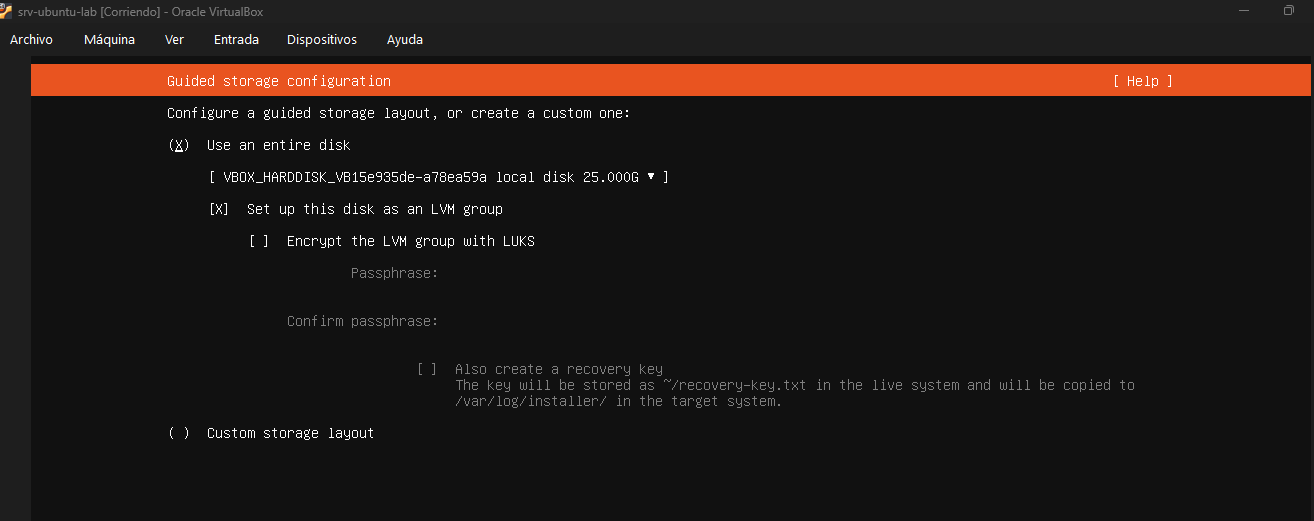 srv-ubuntu-lab [Corriendo] - Oracle VirtualBox
Archivo Máquina Ver Entrada Dispositivos Ayuda
Guided storage configuration [ Help ]
Configure a guided storage layout, or create a custom one:
(X) Use an entire disk
[ VBOX_HARDDISK_VB15e935de-a78ea59a local disk 25.000G ▾ ]
[X] Set up this disk as an LVM group
[ ] Encrypt the LVM group with LUKS
Passphrase:
Confirm passphrase:
[ ] Also create a recovery key
The key will be stored as ~/recovery-key.txt in the live system and will be copied to
/var/log/installer/ in the target system.
( ) Custom storage layout